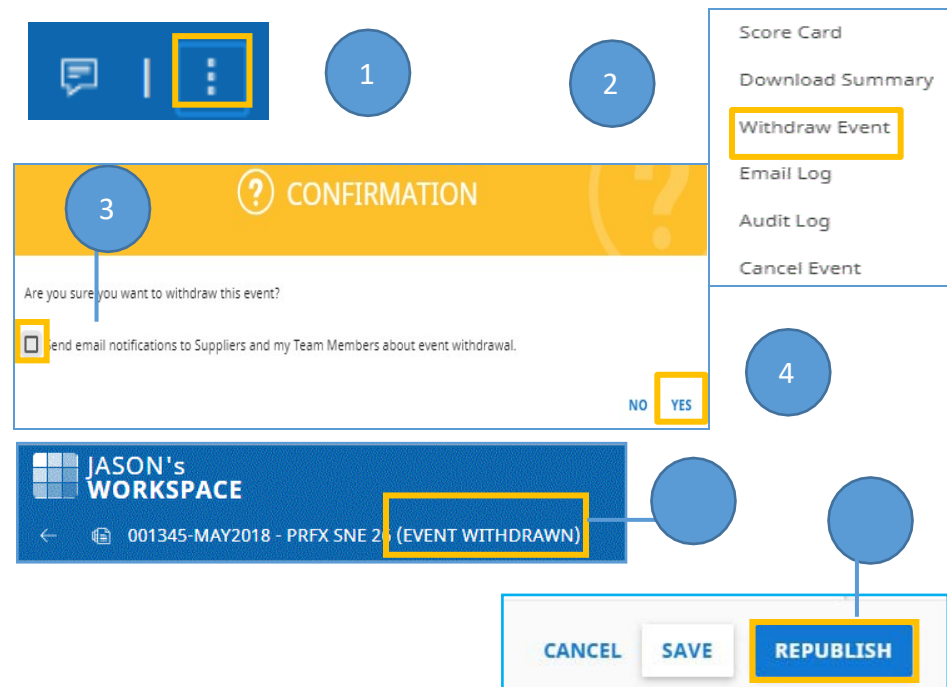 1
2
Score Card
Download Summary
Withdraw Event
Email Log
Audit Log
Cancel Event
3
CONFIRMATION
Are you sure you want to withdraw this event?
end email notifications to Suppliers and my Team Members about event withdrawal.
NO YES
4
JASON's
WORKSPACE
001345-MAY2018 - PRFX SNE 26 (EVENT WITHDRAWN)
CANCEL SAVE REPUBLISH